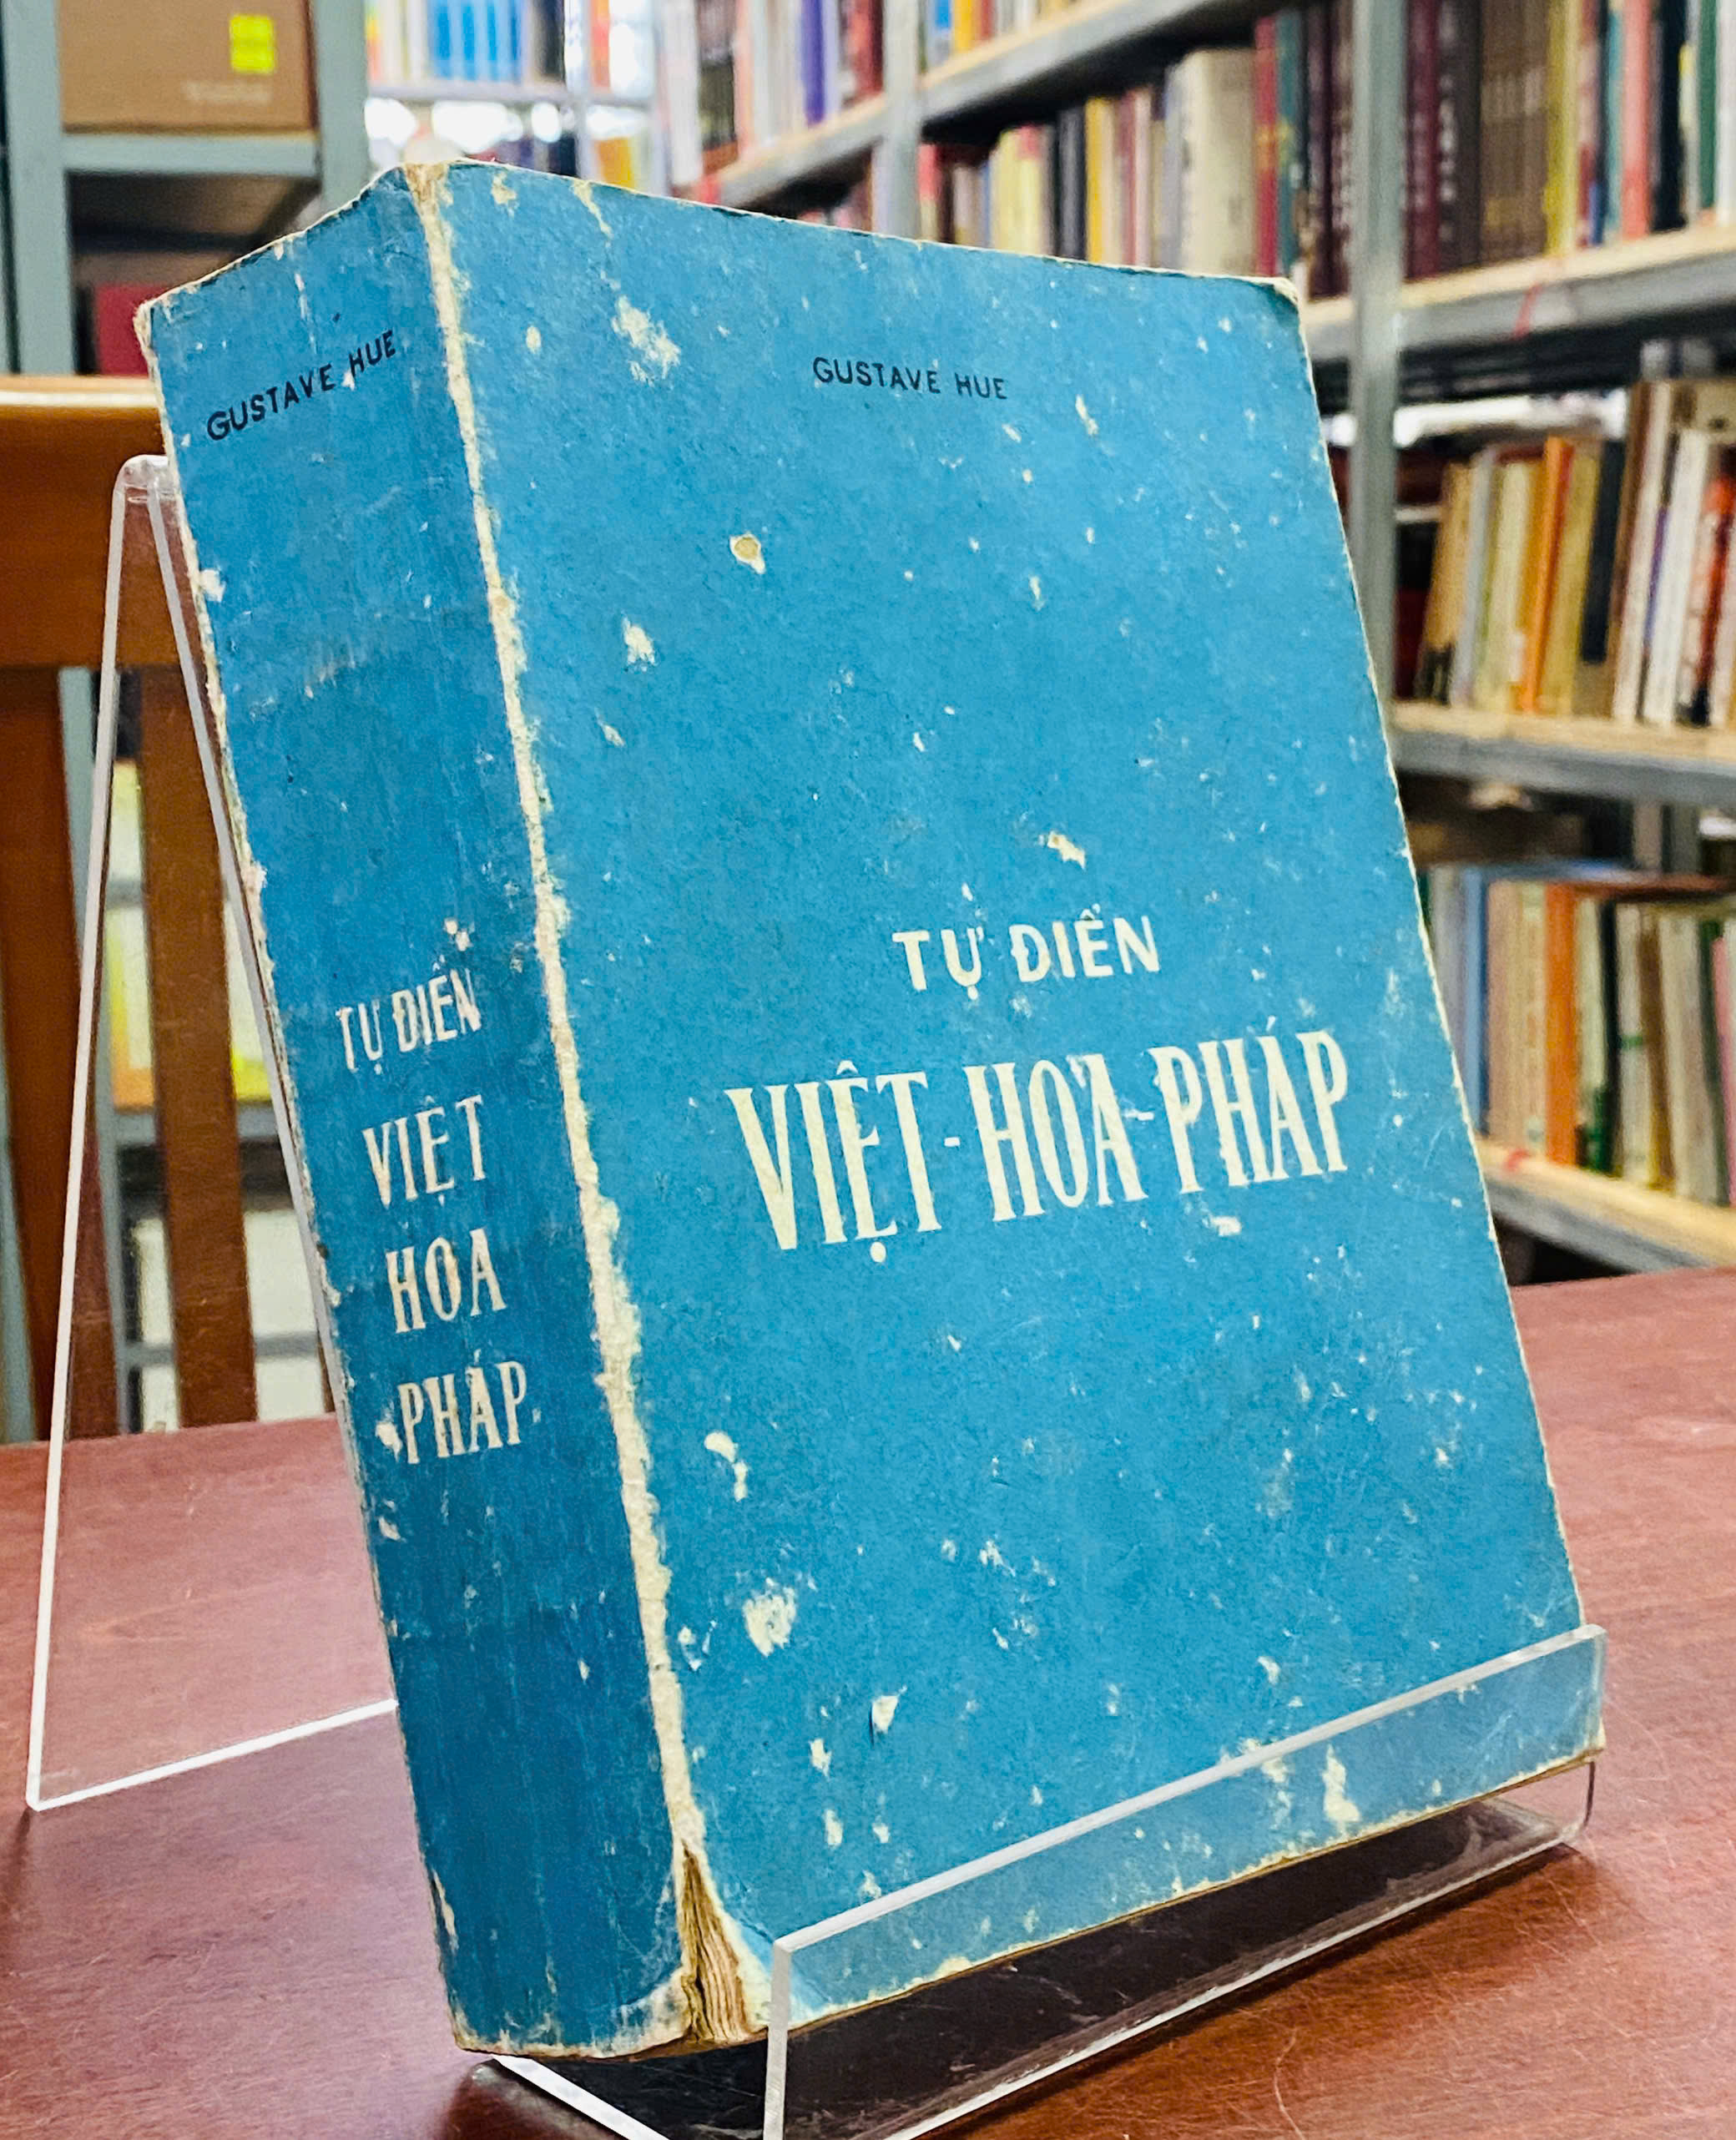 GUSTAVE HUE
TỰ ĐIỂN
VIỆT
HOA
PHÁP
GUSTAVE HUE
TỰ ĐIỂN
VIỆT-HOA-PHÁP